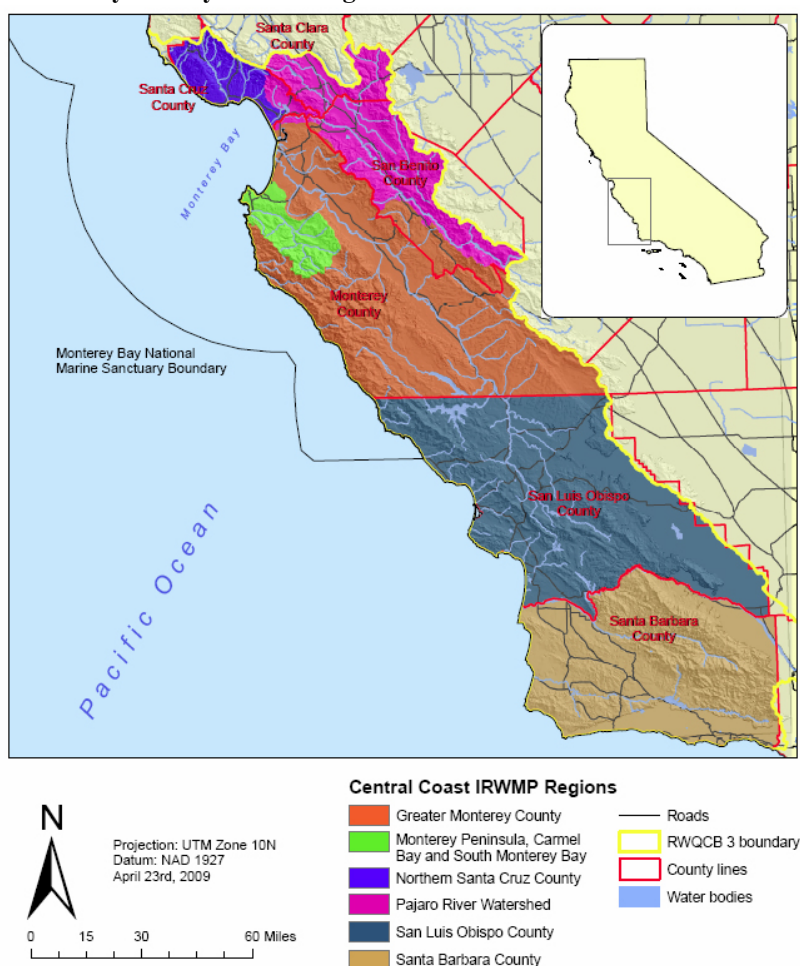 Santa Clara
County
Santa Cruz
County
Monterey Bay
San Benito
County
Monterey
County
Monterey Bay National
Marine Sanctuary Boundary
San Luis Obispo
County
Pacific Ocean
Santa Barbara
County
Central Coast IRWMP Regions
N
Projection: UTM Zone 10N
Datum: NAD 1927
April 23rd, 2009
0 15 30 60 Miles
Greater Monterey County
Monterey Peninsula, Carmel
Bay and South Monterey Bay
Northern Santa Cruz County
Pajaro River Watershed
San Luis Obispo County
Santa Barbara County
Roads
RWQCB 3 boundary
County lines
Water bodies